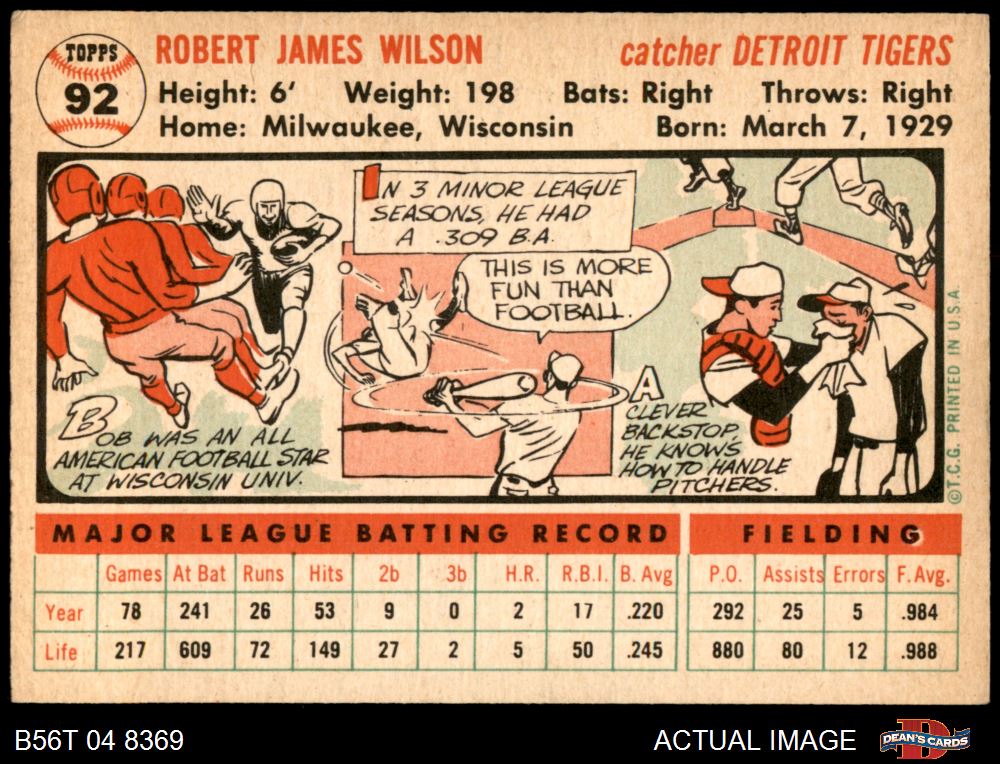 TOPPS
92
ROBERT JAMES WILSON
catcher DETROIT TIGERS
Height: 6' Weight: 198 Bats: Right Throws: Right
Home: Milwaukee, Wisconsin Born: March 7, 1929
BOB WAS AN ALL
AMERICAN FOOTBALL STAR
AT WISCONSIN UNIV.
IN 3 MINOR LEAGUE
SEASONS, HE HAD
A .309 B.A.
THIS IS MORE
FUN THAN
FOOTBALL.
A
CLEVER
BACKSTOP,
HE KNOWS
HOW TO HANDLE
PITCHERS.
©T.C.G. PRINTED IN U.S.A.
MAJOR LEAGUE BATTING RECORD FIELDING
Games At Bat Runs Hits 2b 3b H.R. R.B.I. B. Avg P.O. Assists Errors F. Avg.
Year 78 241 26 53 9 0 2 17 .220 292 25 5 .984
Life 217 609 72 149 27 2 5 50 .245 880 80 12 .988
B56T 04 8369
ACTUAL IMAGE
D
DEAN'S CARDS